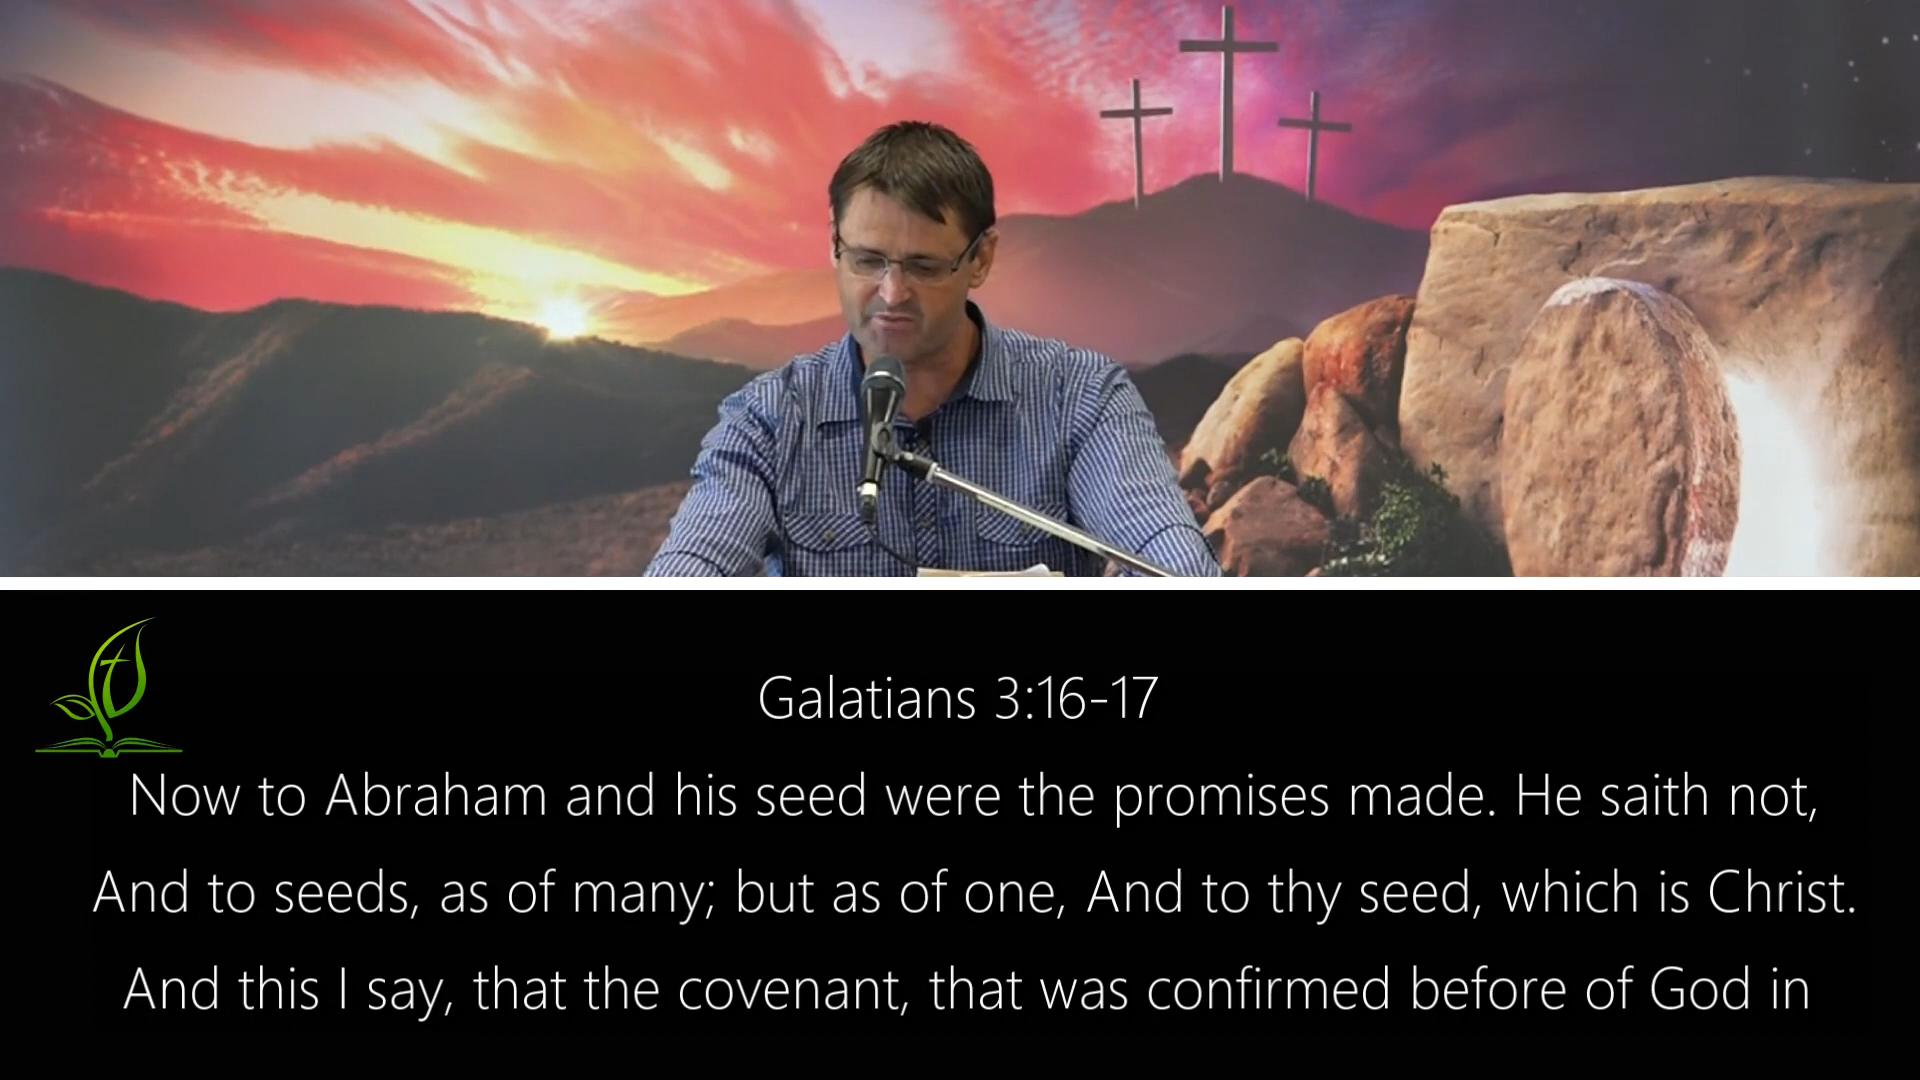 Galatians 3:16-17
Now to Abraham and his seed were the promises made. He saith not,
And to seeds, as of many; but as of one, And to thy seed, which is Christ.
And this I say, that the covenant, that was confirmed before of God in